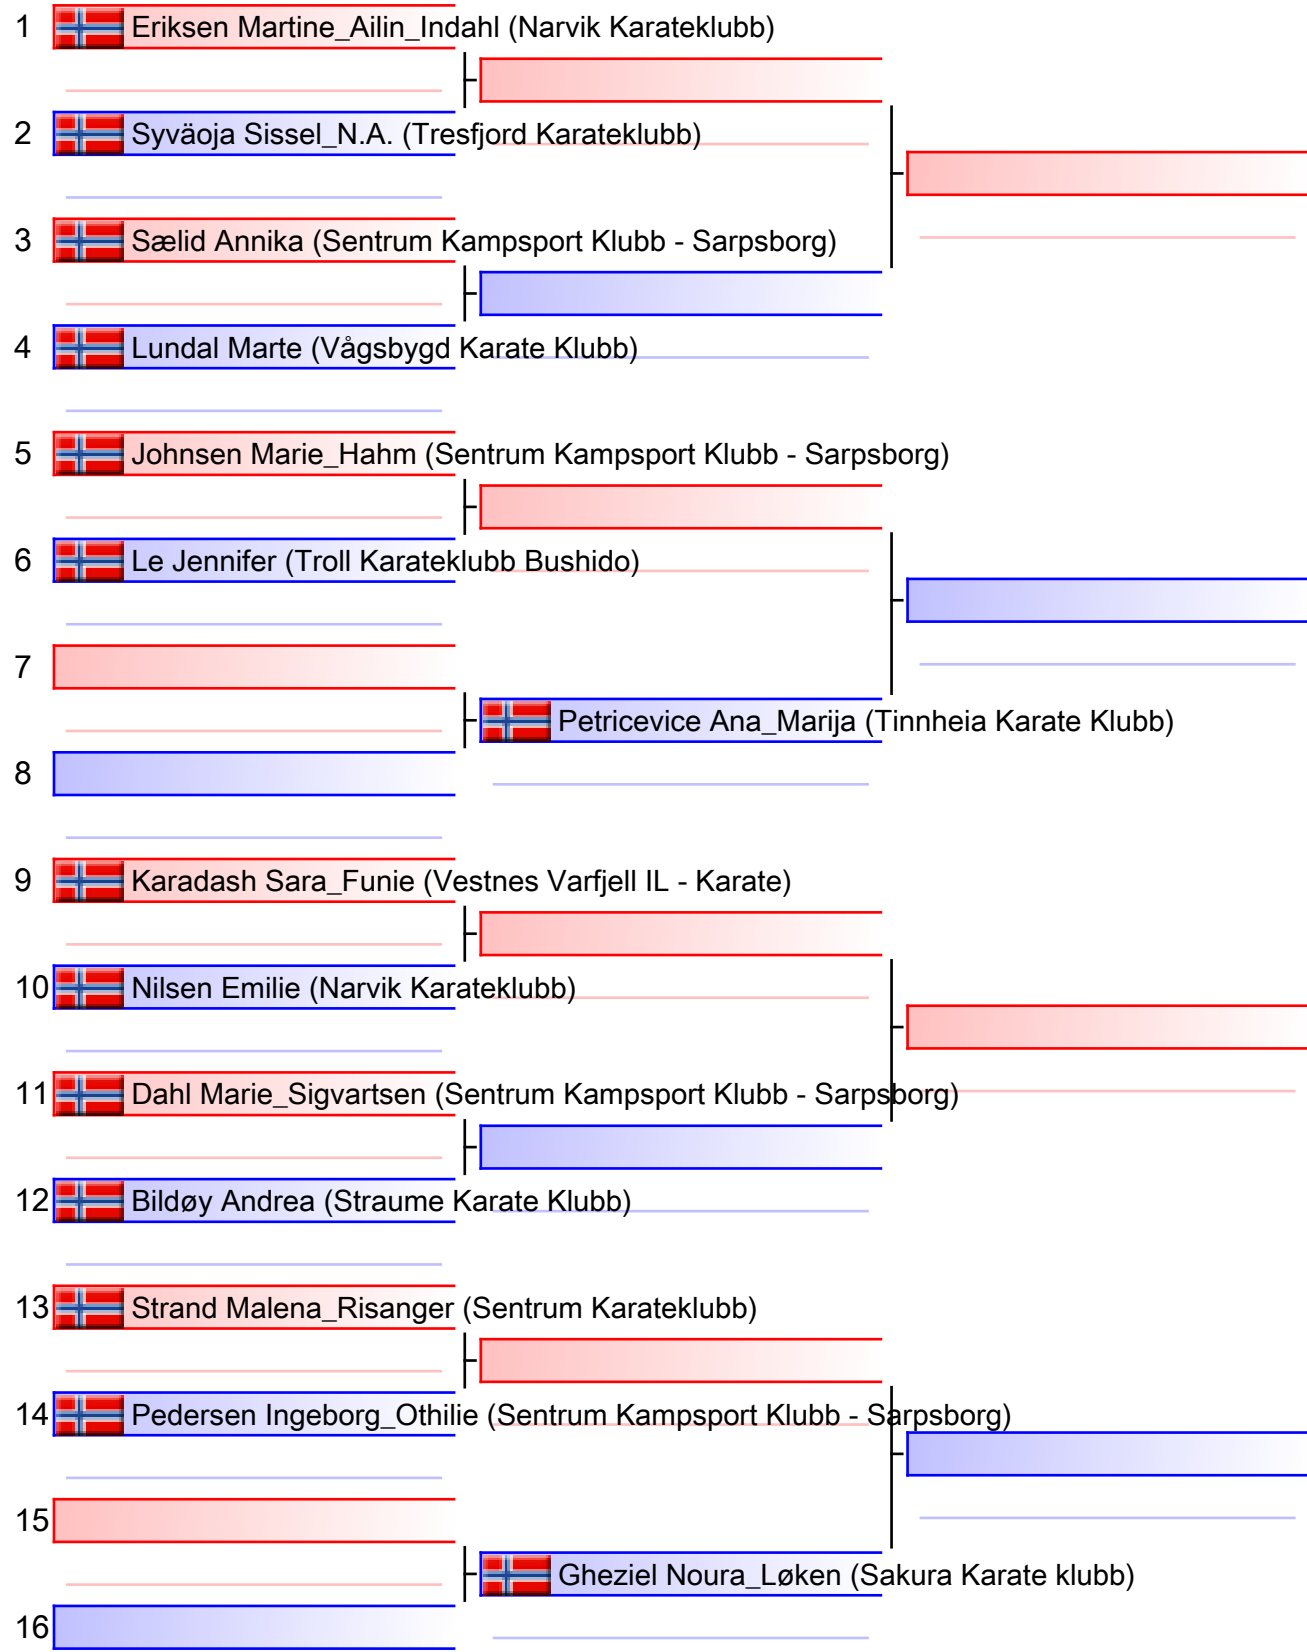 1 Eriksen Martine_Ailin_Indahl (Narvik Karateklubb)
2 Syväoja Sissel_N.A. (Tresfjord Karateklubb)
3 Sælid Annika (Sentrum Kampsport Klubb - Sarpsborg)
4 Lundal Marte (Vågsbygd Karate Klubb)
5 Johnsen Marie_Hahm (Sentrum Kampsport Klubb - Sarpsborg)
6 Le Jennifer (Troll Karateklubb Bushido)
7
Petricevice Ana_Marija (Tinnheia Karate Klubb)
8
9 Karadash Sara_Funie (Vestnes Varfjell IL - Karate)
10 Nilsen Emilie (Narvik Karateklubb)
11 Dahl Marie_Sigvartsen (Sentrum Kampsport Klubb - Sarpsborg)
12 Bildøy Andrea (Straume Karate Klubb)
13 Strand Malena_Risanger (Sentrum Karateklubb)
14 Pedersen Ingeborg_Othilie (Sentrum Kampsport Klubb - Sarpsborg)
15
Gheziel Noura_Løken (Sakura Karate klubb)
16